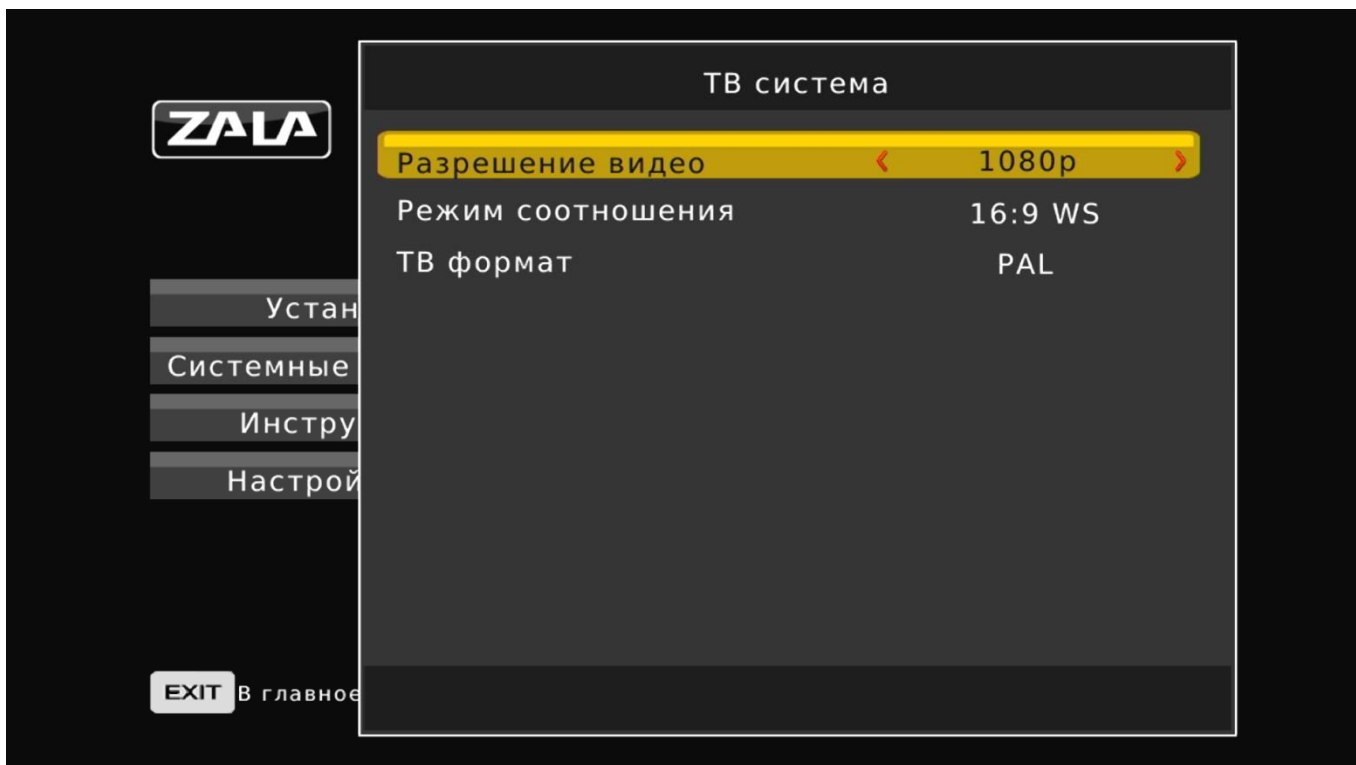 ZALA
ТВ система
Разрешение видео 1080p
Режим соотношения 16:9 WS
ТВ формат PAL
Устан
Системные
Инстру
Настрой
EXIT В главное